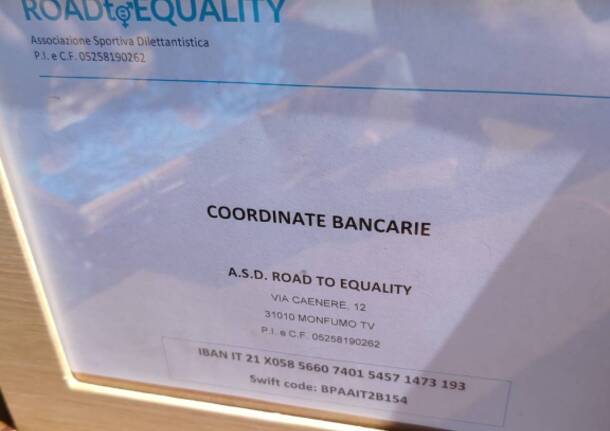 ROADtoEQUALITY
Associazione Sportiva Dilettantistica
P.I. e C.F. 05258190262
COORDINATE BANCARIE
A.S.D. ROAD TO EQUALITY
VIA CAENERE, 12
31010 MONFUMO TV
P.I. e C.F. 05258190262
IBAN IT 21 X058 5660 7401 5457 1473 193
Swift code: BPAAIT2B154